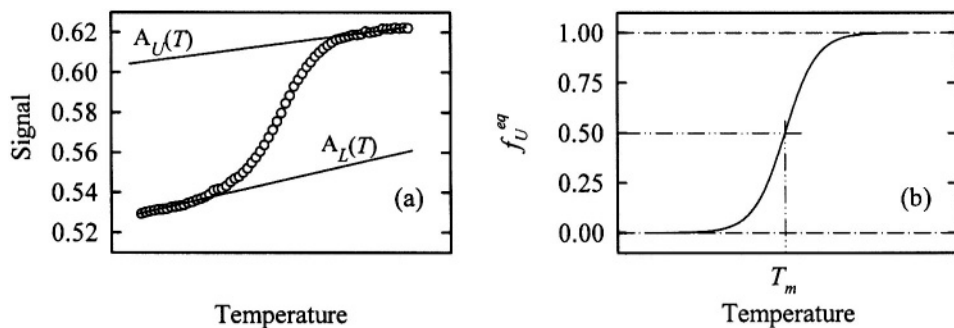 0.62
0.60
0.58
0.56
0.54
0.52
Signal
A_U(T)
A_L(T)
(a)
Temperature
1.00
0.75
0.50
0.25
0.00
f_U^eq
(b)
T_m
Temperature